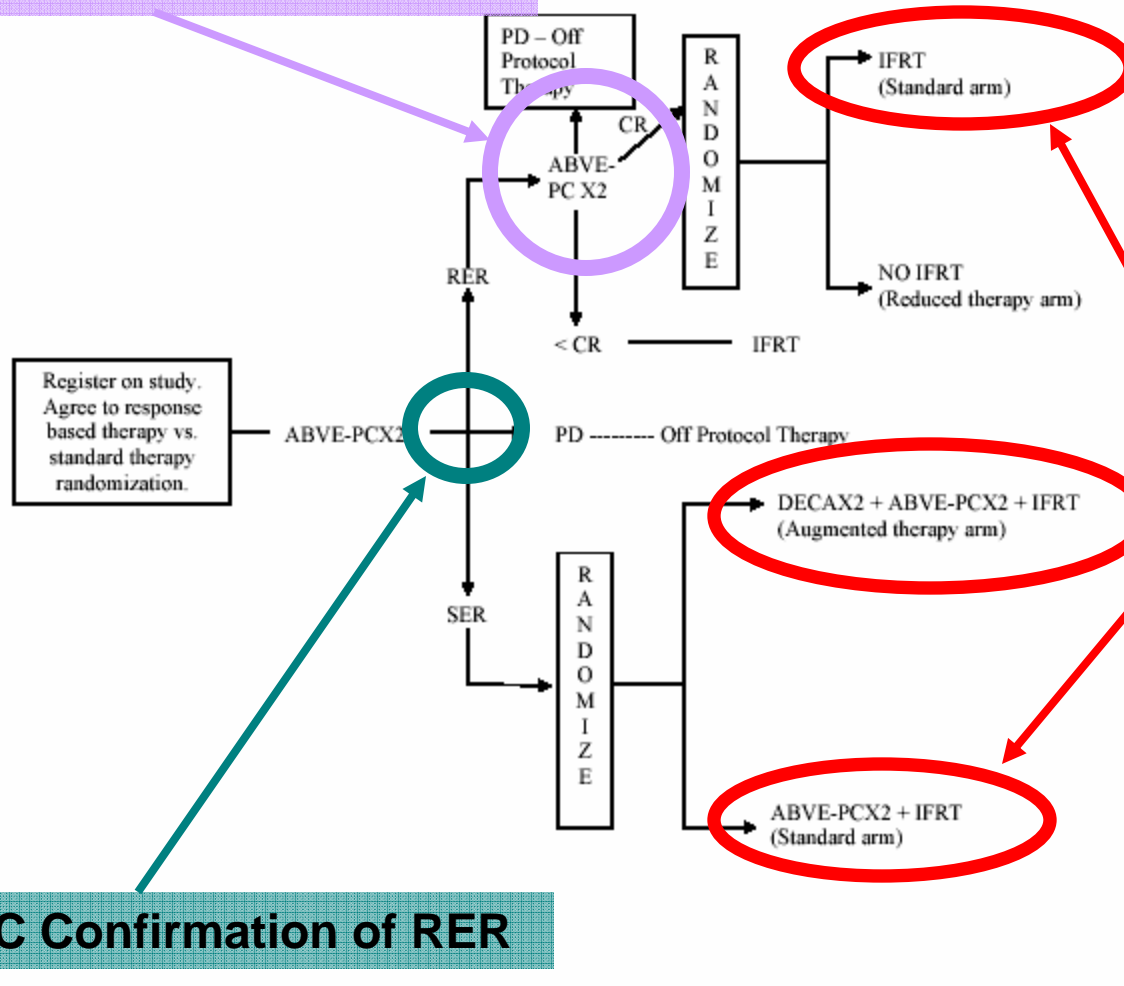 PD – Off
Protocol
Therapy
R
A
N
D
O
M
I
Z
E
IFRT
(Standard arm)
CR
ABVE-
PC X2
RER
NO IFRT
(Reduced therapy arm)
< CR
IFRT
Register on study.
Agree to response
based therapy vs.
standard therapy
randomization.
ABVE-PCX2
PD --------- Off Protocol Therapy
DECAX2 + ABVE-PCX2 + IFRT
(Augmented therapy arm)
SER
R
A
N
D
O
M
I
Z
E
ABVE-PCX2 + IFRT
(Standard arm)
C Confirmation of RER